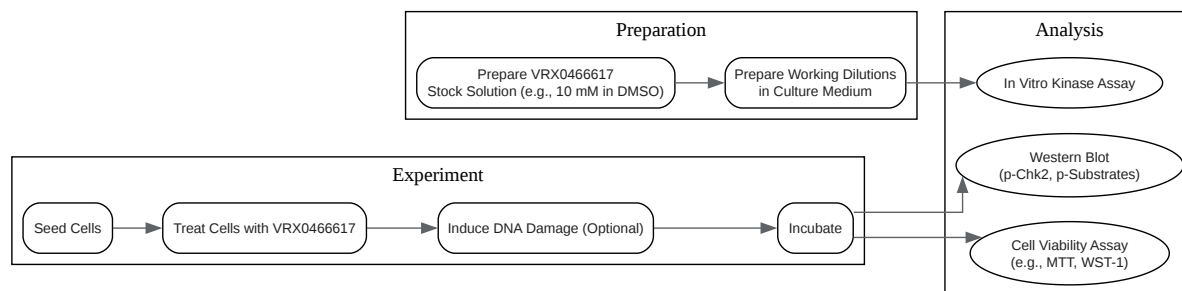 Preparation
Prepare VRX0466617
Stock Solution (e.g., 10 mM in DMSO)
Prepare Working Dilutions
in Culture Medium
Analysis
In Vitro Kinase Assay
Western Blot
(p-Chk2, p-Substrates)
Cell Viability Assay
(e.g., MTT, WST-1)
Experiment
Seed Cells
Treat Cells with VRX0466617
Induce DNA Damage (Optional)
Incubate